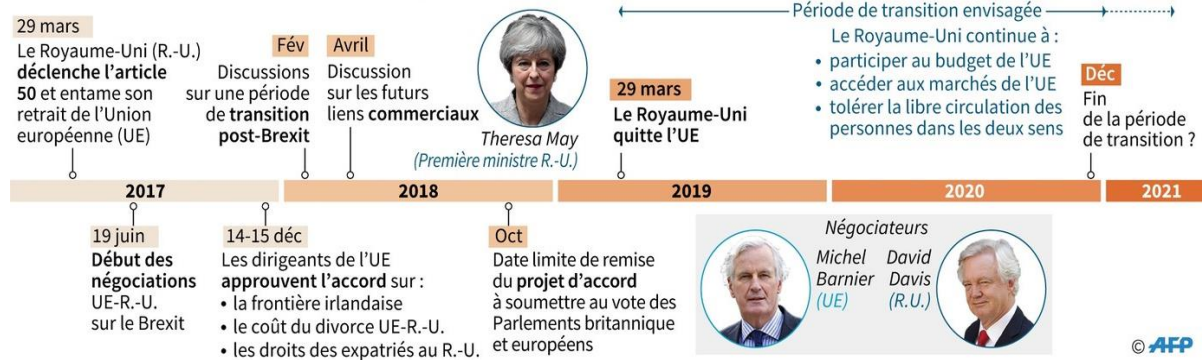 29 mars
Le Royaume-Uni (R.-U.)
déclenche l'article
50 et entame son
retrait de l'Union
européenne (UE)
Fév
Discussions
sur une période
de transition
post-Brexit
Avril
Discussion
sur les futurs
liens commerciaux
Theresa May
(Première ministre R.-U.)
29 mars
Le Royaume-Uni
quitte l'UE
Période de transition envisagée
Le Royaume-Uni continue à :
• participer au budget de l'UE
• accéder aux marchés de l'UE
• tolérer la libre circulation des
personnes dans les deux sens
Déc
Fin
de la période
de transition ?
2017
2018
2019
2020
2021
19 juin
Début des
négociations
UE-R.-U.
sur le Brexit
14-15 déc
Les dirigeants de l'UE
approuvent l'accord sur :
• la frontière irlandaise
• le coût du divorce UE-R.-U.
• les droits des expatriés au R.-U.
Oct
Date limite de remise
du projet d'accord
à soumettre au vote des
Parlements britannique
et européens
Négociateurs
Michel
Barnier
(UE)
David
Davis
(R.U.)
© AFP